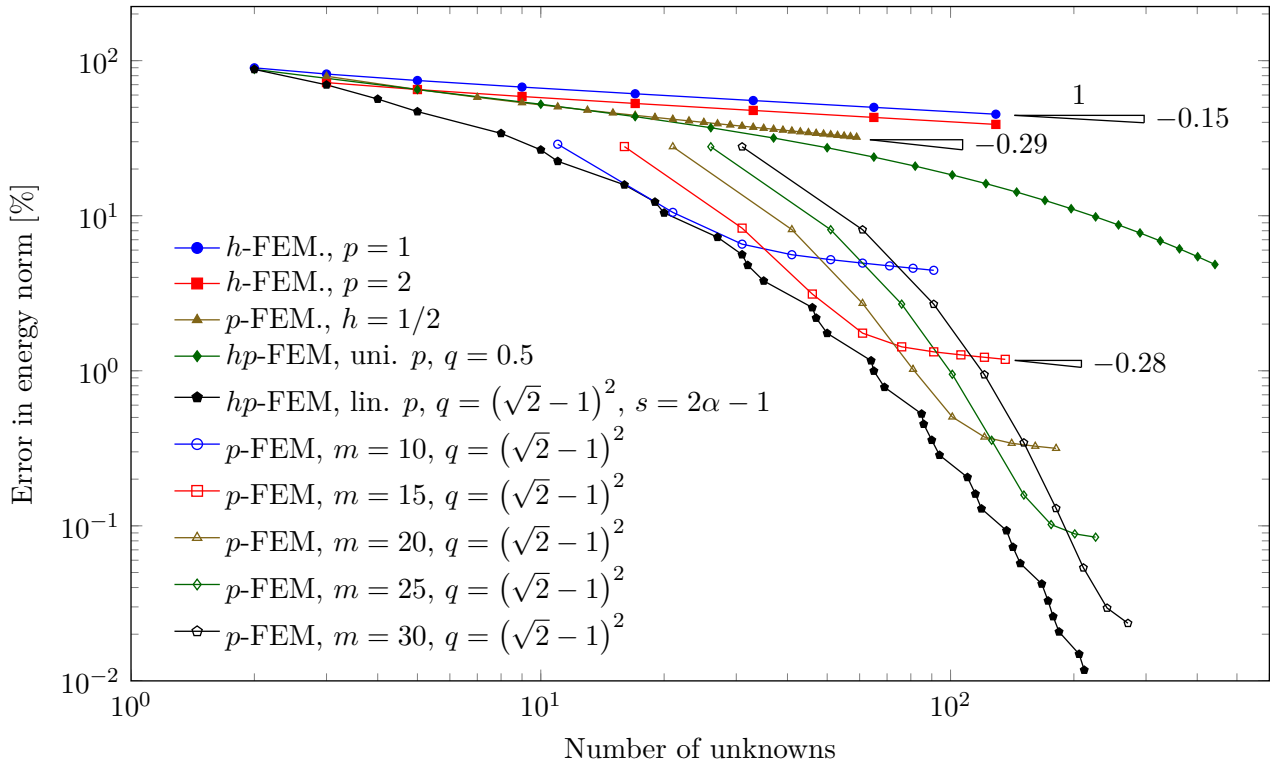 10^2
10^1
10^0
10^{-1}
10^{-2}
Error in energy norm [%]
1
−0.15
−0.29
−0.28
h-FEM., p = 1
h-FEM., p = 2
p-FEM., h = 1/2
hp-FEM, uni. p, q = 0.5
hp-FEM, lin. p, q = (√2 − 1)^2, s = 2α − 1
p-FEM, m = 10, q = (√2 − 1)^2
p-FEM, m = 15, q = (√2 − 1)^2
p-FEM, m = 20, q = (√2 − 1)^2
p-FEM, m = 25, q = (√2 − 1)^2
p-FEM, m = 30, q = (√2 − 1)^2
10^0 10^1 10^2
Number of unknowns